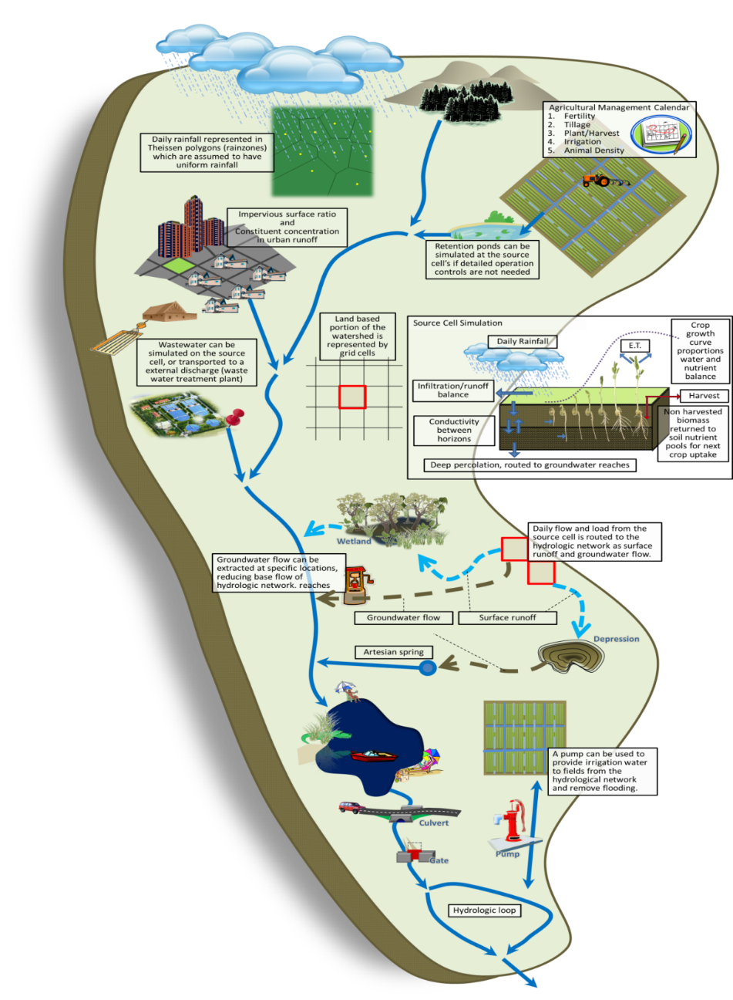 Agricultural Management Calendar
1. Fertility
2. Tillage
3. Plant/Harvest
4. Irrigation
5. Animal Density
Daily rainfall represented in
Theissen polygons (rainzones)
which are assumed to have
uniform rainfall
Impervious surface ratio
and
Constituent concentration
in urban runoff
Retention ponds can be
simulated at the source
cell's if detailed operation
controls are not needed
Land based
portion of the
watershed is
represented by
grid cells
Wastewater can be
simulated on the source
cell, or transported to a
external discharge (waste
water treatment plant)
Source Cell Simulation
Daily Rainfall
E.T.
Crop
growth
curve
proportions
water and
nutrient
balance
Infiltration/runoff
balance
Harvest
Conductivity
between
horizons
Non harvested
biomass
returned to
soil nutrient
pools for next
crop uptake
Deep percolation, routed to groundwater reaches
Wetland
Daily flow and load from the
source cell is routed to the
hydrologic network as surface
runoff and groundwater flow.
Groundwater flow can be
extracted at specific locations,
reducing base flow of
hydrologic network. reaches
Groundwater flow
Surface runoff
Depression
Artesian spring
A pump can be used to
provide irrigation water
to fields from the
hydrological network
and remove flooding.
Culvert
Gate
Pump
Hydrologic loop